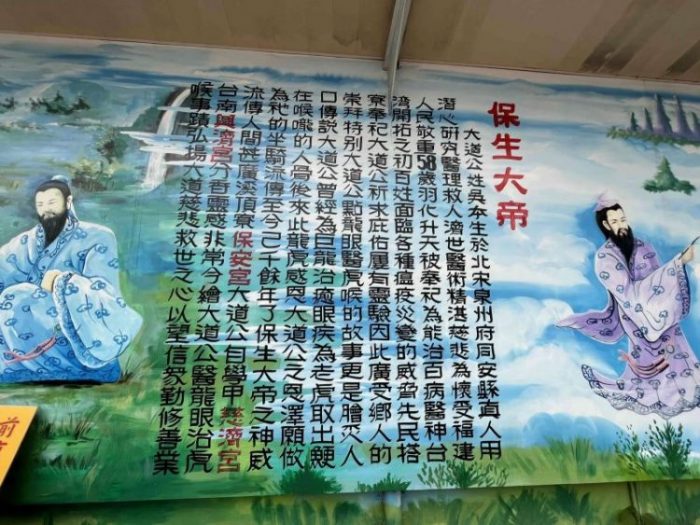 保生大帝
大道公姓吳本生於北宋泉州府同安縣真人用
潛心研究醫理救人濟世醫術精湛慈悲為懷受福建
人民敬重58歲羽化升天被奉祀為能治百病醫神台
灣開拓之初百姓面臨各種瘟疫災變的威脅先民搭
寮奉祀大道公祈求庇佑屢有靈驗因此廣受鄉人的
崇拜特別大道公點龍眼醫虎喉的故事更是膾炙人
口傳說大道公曾經為巨龍治癒眼疾為老虎取出鯁
在喉嚨的人骨後來此龍虎感恩大道公之恩澤願做
為祂的坐騎流傳至今己千餘年了保生大帝之神威
流傳人間甚廣溪頂寮保安宮大道公自學甲慈濟宮
台南興濟宮分香靈感非常今繪大道公醫龍眼治虎
喉事蹟弘揚大道慈悲救世之心以望信眾勤修善業
前